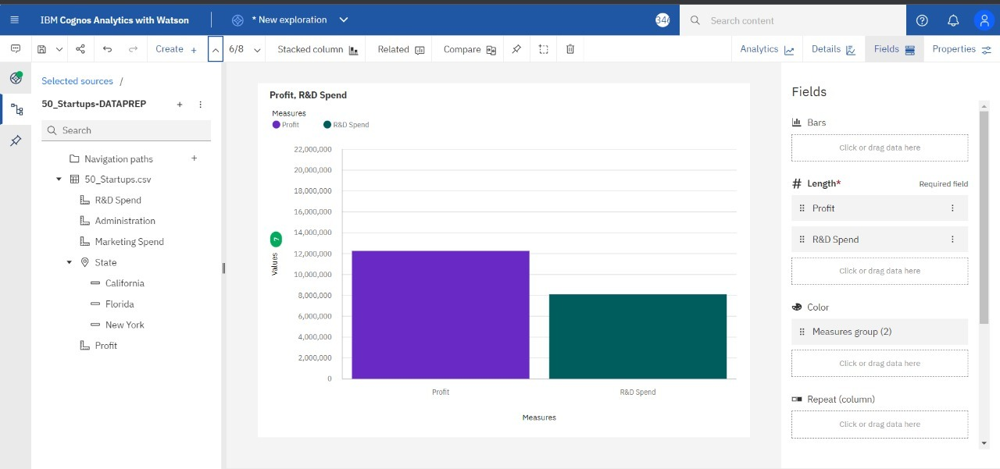 IBM Cognos Analytics with Watson
* New exploration
Search content
Create
6/8
Stacked column
Related
Compare
Analytics
Details
Fields
Properties
Selected sources /
50_Startups-DATAPREP
Search
Navigation paths
50_Startups.csv
R&D Spend
Administration
Marketing Spend
State
California
Florida
New York
Profit
Profit, R&D Spend
Measures
Profit
R&D Spend
22,000,000
20,000,000
18,000,000
16,000,000
14,000,000
12,000,000
10,000,000
8,000,000
6,000,000
4,000,000
2,000,000
0
Values
7
Profit
R&D Spend
Measures
Fields
Bars
Click or drag data here
Length*
Required field
Profit
R&D Spend
Click or drag data here
Color
Measures group (2)
Click or drag data here
Repeat (column)
Click or drag data here